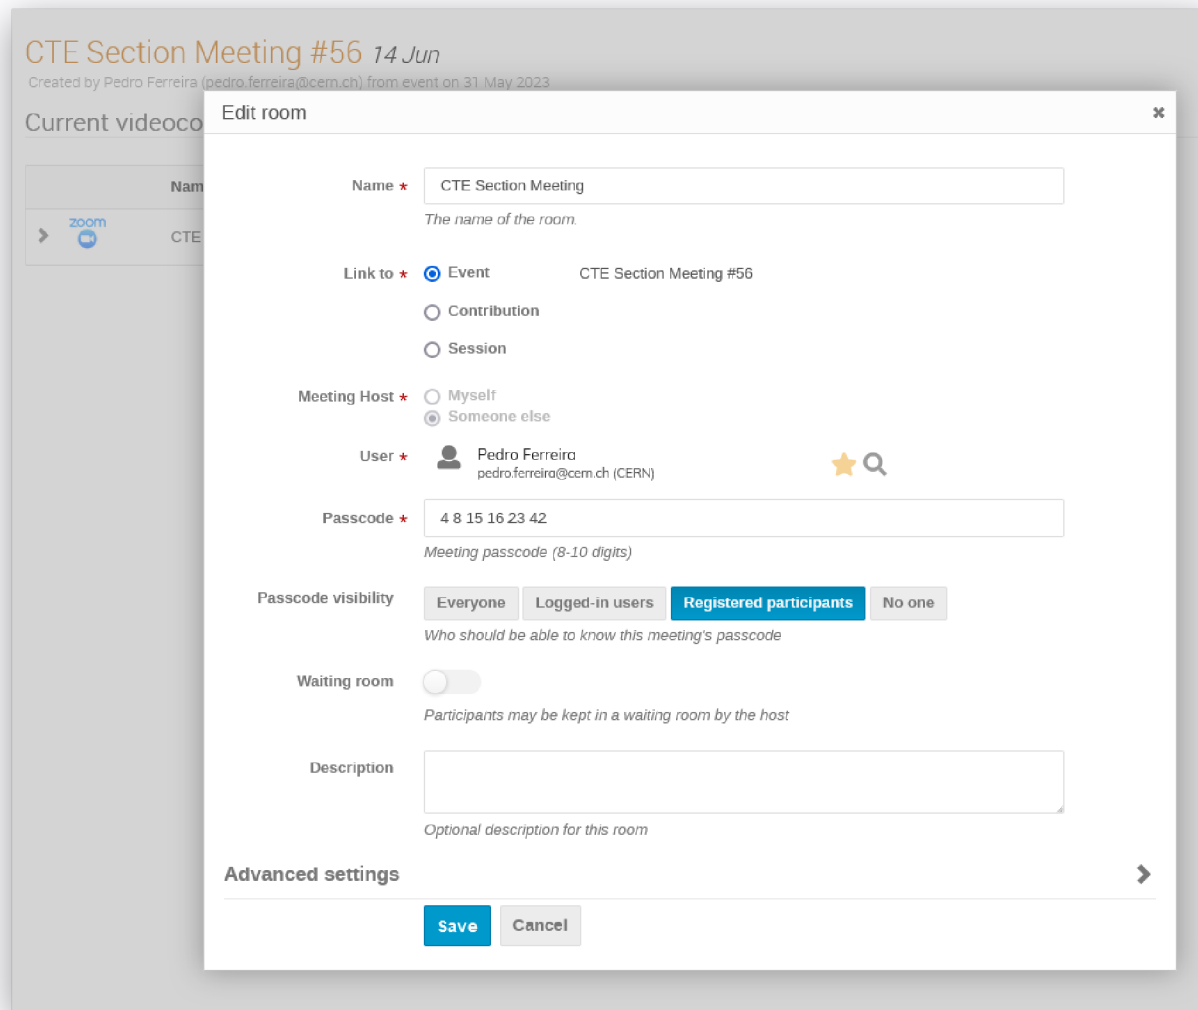 CTE Section Meeting #56 14 Jun
Created by Pedro Ferreira (pedro.ferreira@cern.ch) from event on 31 May 2023
Current videoco
Edit room
Nam
zoom
CTE
Name *
CTE Section Meeting
The name of the room.
Link to *
Event
CTE Section Meeting #56
Contribution
Session
Meeting Host *
Myself
Someone else
User *
Pedro Ferreira
pedro.ferreira@cern.ch (CERN)
Passcode *
4 8 15 16 23 42
Meeting passcode (8-10 digits)
Passcode visibility
Everyone
Logged-in users
Registered participants
No one
Who should be able to know this meeting's passcode
Waiting room
Participants may be kept in a waiting room by the host
Description
Optional description for this room
Advanced settings
Save
Cancel